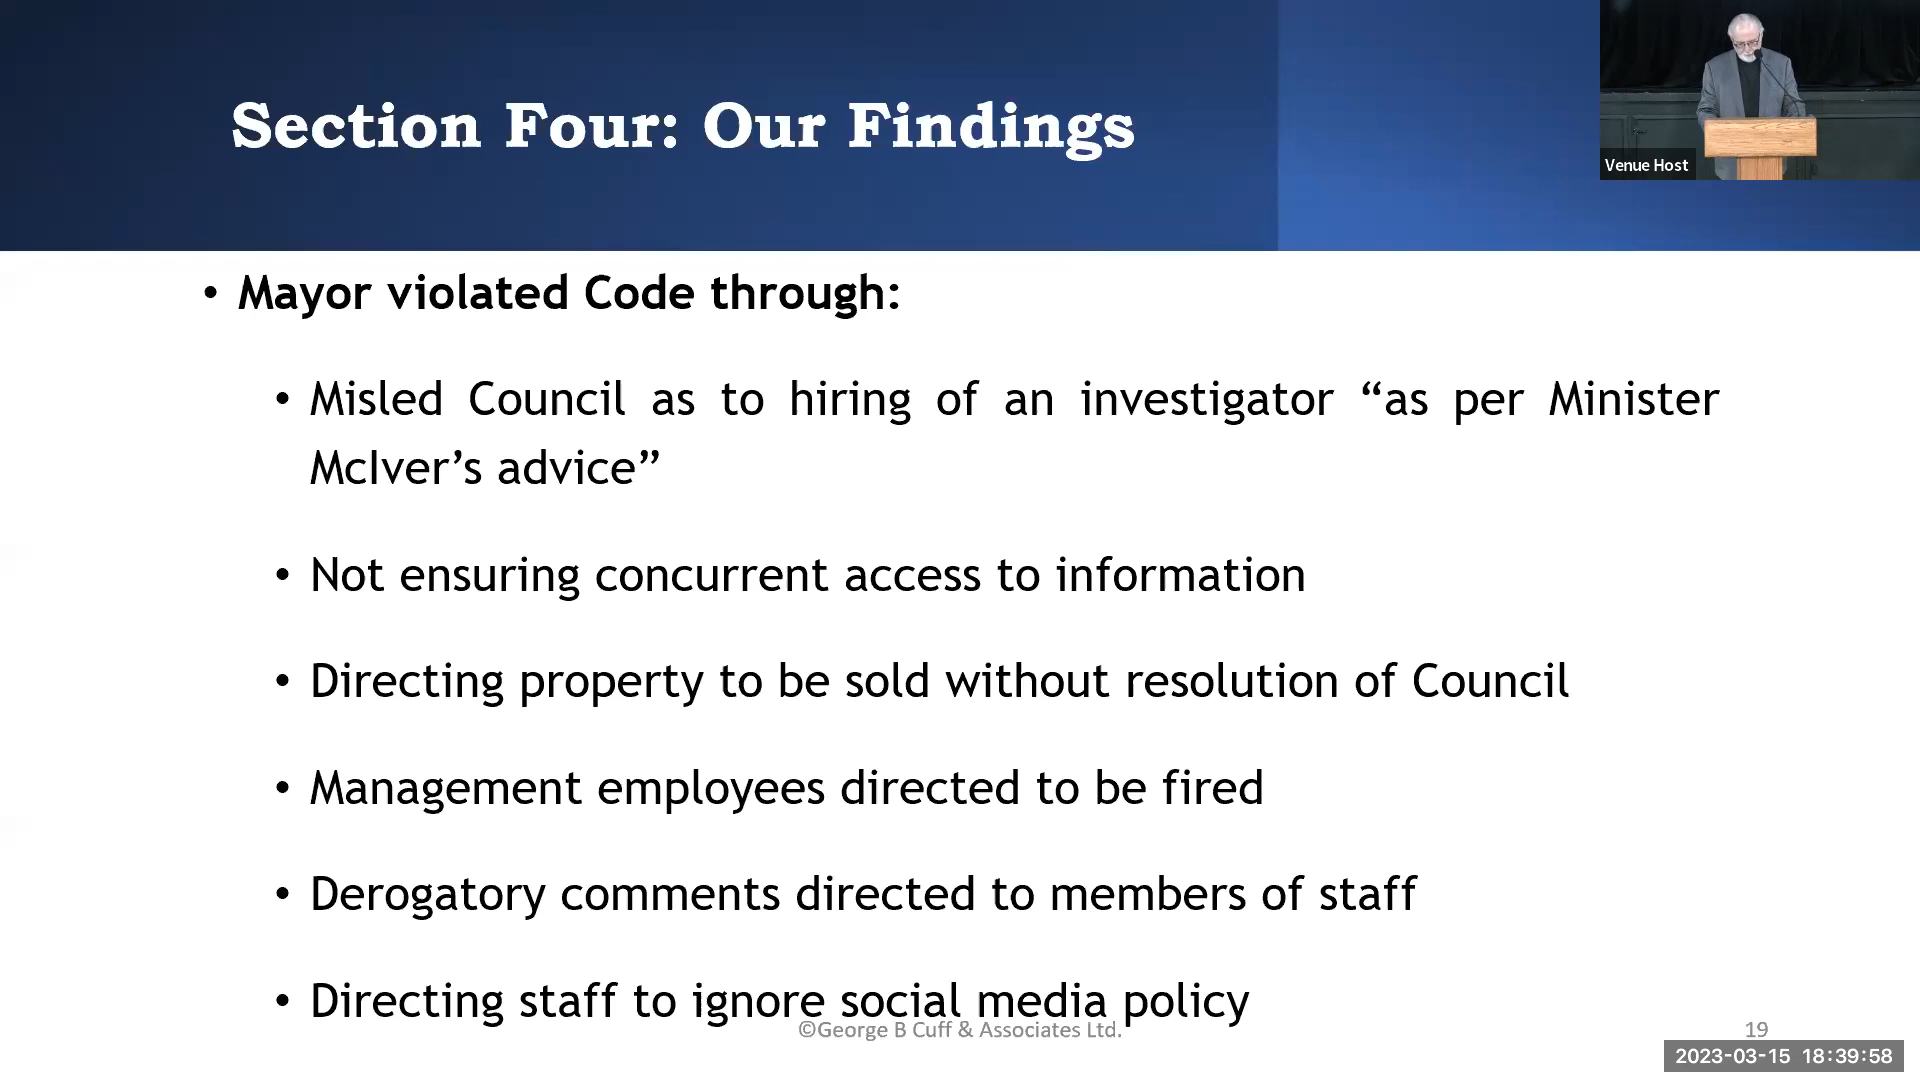 Section Four: Our Findings
Venue Host
• Mayor violated Code through:
• Misled Council as to hiring of an investigator “as per Minister
McIver’s advice”
• Not ensuring concurrent access to information
• Directing property to be sold without resolution of Council
• Management employees directed to be fired
• Derogatory comments directed to members of staff
• Directing staff to ignore social media policy
©George B Cuff & Associates Ltd.
19
2023-03-15 18:39:58